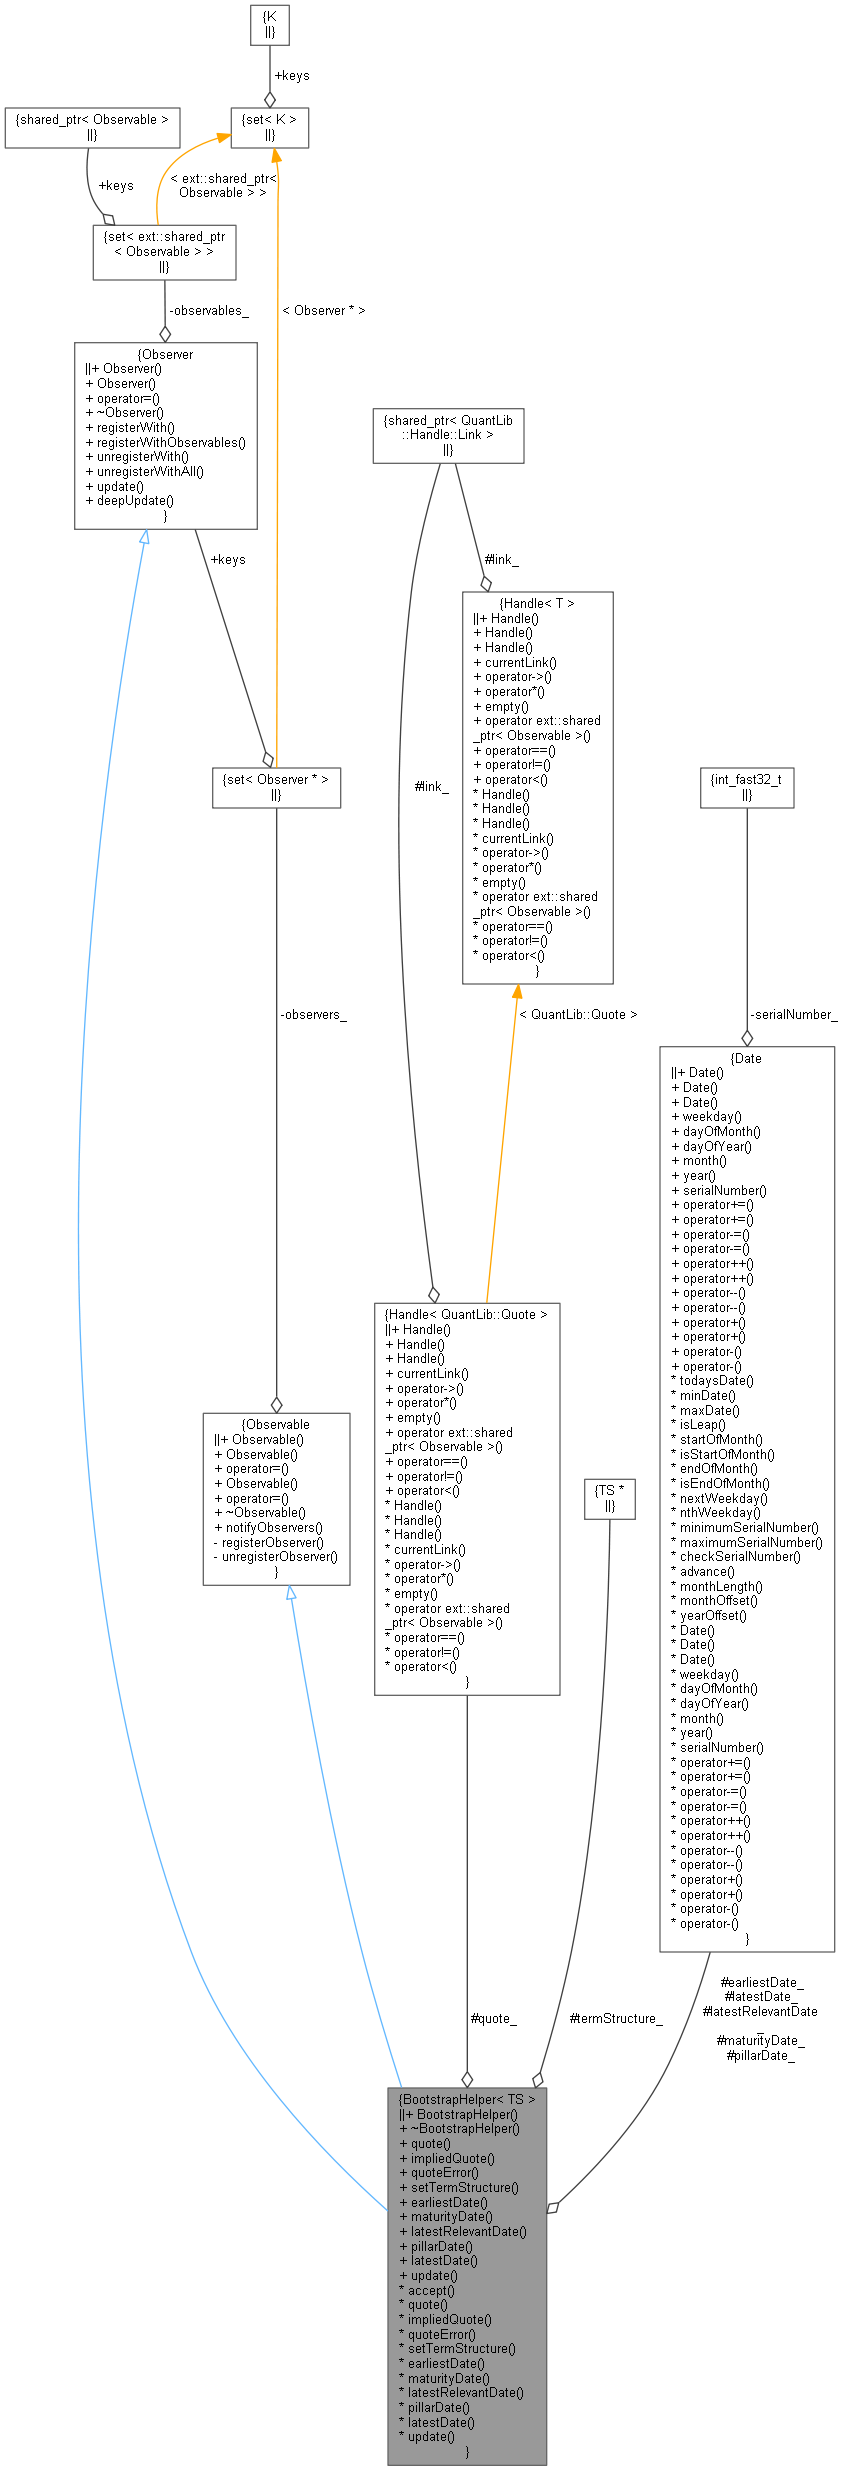 {K
||}
+keys
{shared_ptr< Observable >
||}
{set< K >
||}
+keys
< ext::shared_ptr<
Observable > >
{set< ext::shared_ptr
< Observable > >
||}
-observables_
< Observer * >
{Observer
||+ Observer()
+ Observer()
+ operator=()
+ ~Observer()
+ registerWith()
+ registerWithObservables()
+ unregisterWith()
+ unregisterWithAll()
+ update()
+ deepUpdate()
}
+keys
{shared_ptr< QuantLib
::Handle::Link >
||}
#link_
#link_
{Handle< T >
||+ Handle()
+ Handle()
+ Handle()
+ currentLink()
+ operator->()
+ operator*()
+ empty()
+ operator ext::shared
_ptr< Observable >()
+ operator==()
+ operator!=()
+ operator<()
* Handle()
* Handle()
* Handle()
* currentLink()
* operator->()
* operator*()
* empty()
* operator ext::shared
_ptr< Observable >()
* operator==()
* operator!=()
* operator<()
}
{set< Observer * >
||}
{int_fast32_t
||}
-observers_
< QuantLib::Quote >
-serialNumber_
{Date
||+ Date()
+ Date()
+ Date()
+ weekday()
+ dayOfMonth()
+ dayOfYear()
+ month()
+ year()
+ serialNumber()
+ operator+=()
+ operator+=()
+ operator-=()
+ operator-=()
+ operator++()
+ operator++()
+ operator--()
+ operator--()
+ operator+()
+ operator+()
+ operator-()
+ operator-()
* todaysDate()
* minDate()
* maxDate()
* isLeap()
* startOfMonth()
* isStartOfMonth()
* endOfMonth()
* isEndOfMonth()
* nextWeekday()
* nthWeekday()
* minimumSerialNumber()
* maximumSerialNumber()
* checkSerialNumber()
* advance()
* monthLength()
* monthOffset()
* yearOffset()
* Date()
* Date()
* Date()
* weekday()
* dayOfMonth()
* dayOfYear()
* month()
* year()
* serialNumber()
* operator+=()
* operator+=()
* operator-=()
* operator-=()
* operator++()
* operator++()
* operator--()
* operator--()
* operator+()
* operator+()
* operator-()
* operator-()
}
{Handle< QuantLib::Quote >
||+ Handle()
+ Handle()
+ Handle()
+ currentLink()
+ operator->()
+ operator*()
+ empty()
+ operator ext::shared
_ptr< Observable >()
+ operator==()
+ operator!=()
+ operator<()
* Handle()
* Handle()
* Handle()
* currentLink()
* operator->()
* operator*()
* empty()
* operator ext::shared
_ptr< Observable >()
* operator==()
* operator!=()
* operator<()
}
{Observable
||+ Observable()
+ Observable()
+ operator=()
+ Observable()
+ operator=()
+ ~Observable()
+ notifyObservers()
- registerObserver()
- unregisterObserver()
}
{TS *
||}
#quote_
#termStructure_
#earliestDate_
#latestDate_
#latestRelevantDate
_
#maturityDate_
#pillarDate_
{BootstrapHelper< TS >
||+ BootstrapHelper()
+ ~BootstrapHelper()
+ quote()
+ impliedQuote()
+ quoteError()
+ setTermStructure()
+ earliestDate()
+ maturityDate()
+ latestRelevantDate()
+ pillarDate()
+ latestDate()
+ update()
* accept()
* quote()
* impliedQuote()
* quoteError()
* setTermStructure()
* earliestDate()
* maturityDate()
* latestRelevantDate()
* pillarDate()
* latestDate()
* update()
}